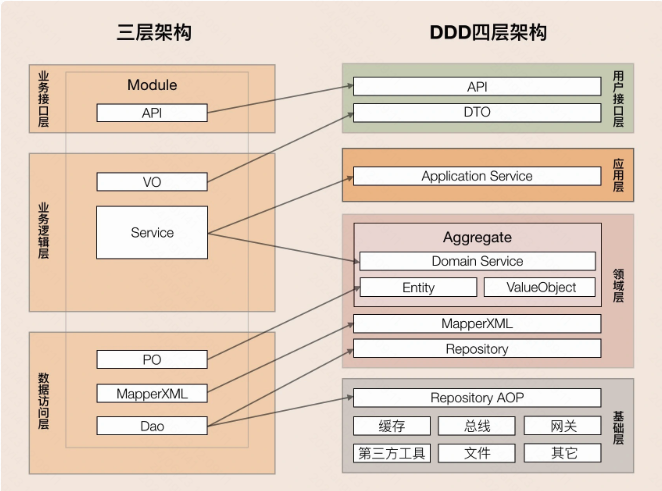 三层架构
业务接口层
Module
API
业务逻辑层
VO
Service
数据访问层
PO
MapperXML
Dao
DDD四层架构
API
DTO
用户接口层
Application Service
应用层
Aggregate
Domain Service
Entity
ValueObject
MapperXML
Repository
领域层
Repository AOP
缓存
总线
网关
第三方工具
文件
其它
基础层